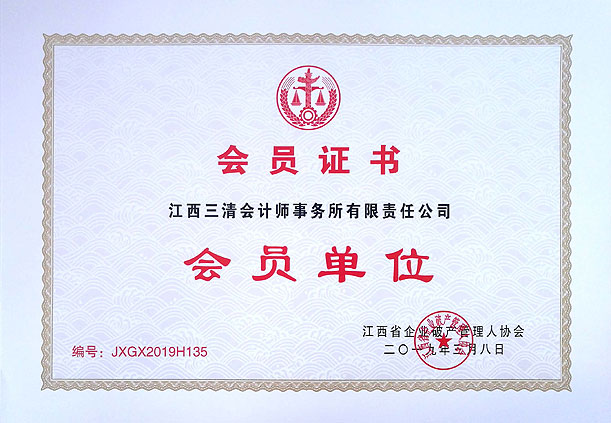 会员证书
江西三清会计师事务所有限责任公司
会员单位
江西省企业破产管理人协会
编号：JXGX2019H135
二〇一九年三月八日